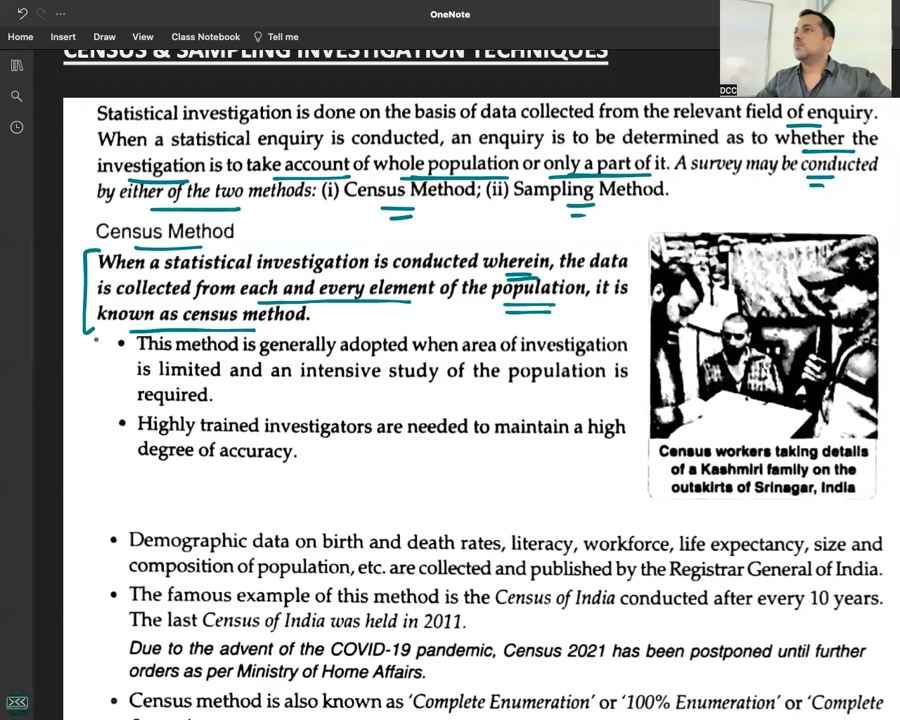 OneNote
Home Insert Draw View Class Notebook Tell me
CENSUS & SAMPLING INVESTIGATION TECHNIQUES
DCC
Statistical investigation is done on the basis of data collected from the relevant field of enquiry.
When a statistical enquiry is conducted, an enquiry is to be determined as to whether the
investigation is to take account of whole population or only a part of it. A survey may be conducted
by either of the two methods: (i) Census Method; (ii) Sampling Method.
Census Method
When a statistical investigation is conducted wherein, the data
is collected from each and every element of the population, it is
known as census method.
• This method is generally adopted when area of investigation
is limited and an intensive study of the population is
required.
• Highly trained investigators are needed to maintain a high
degree of accuracy.
Census workers taking details
of a Kashmiri family on the
outskirts of Srinagar, India
• Demographic data on birth and death rates, literacy, workforce, life expectancy, size and
composition of population, etc. are collected and published by the Registrar General of India.
• The famous example of this method is the Census of India conducted after every 10 years.
The last Census of India was held in 2011.
Due to the advent of the COVID-19 pandemic, Census 2021 has been postponed until further
orders as per Ministry of Home Affairs.
• Census method is also known as 'Complete Enumeration' or '100% Enumeration' or 'Complete